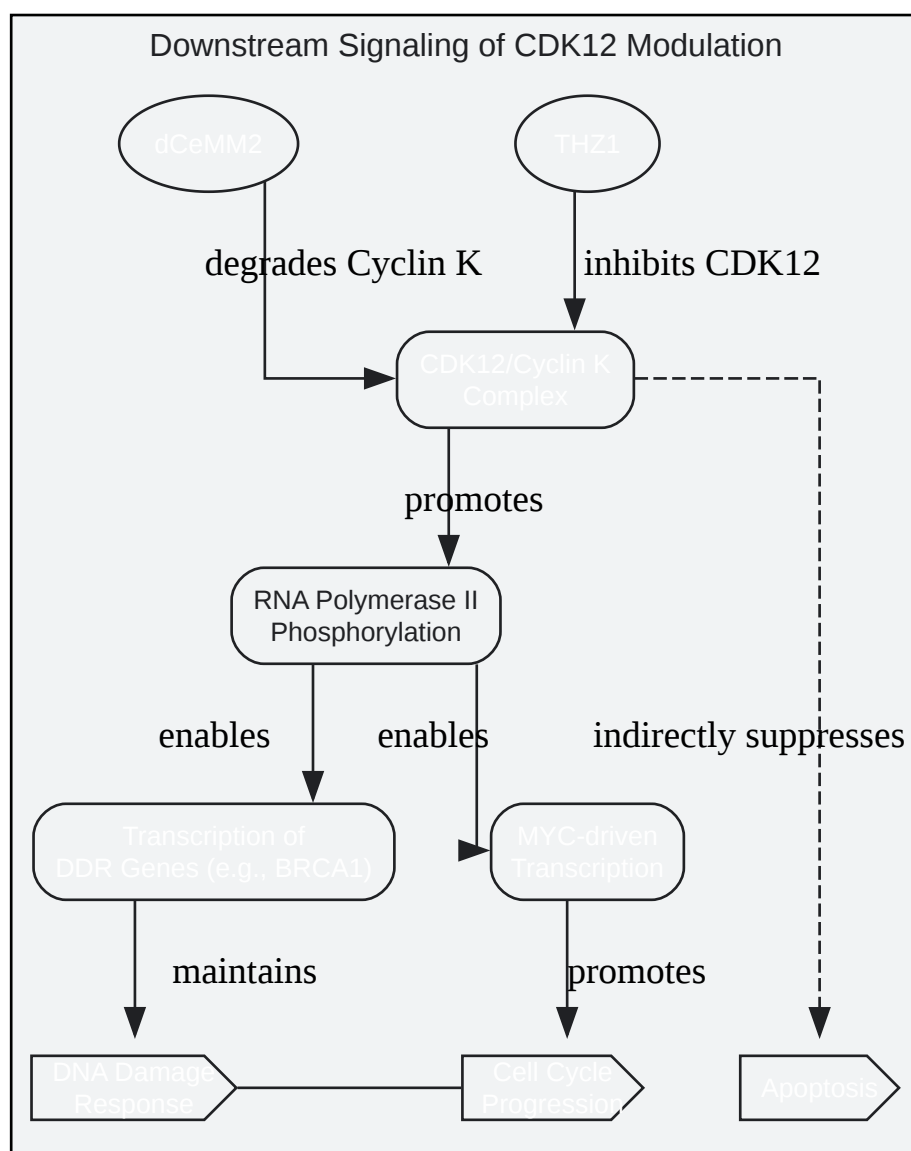 Downstream Signaling of CDK12 Modulation
dCeMM2
THZ1
degrades Cyclin K
inhibits CDK12
CDK12/Cyclin K
Complex
promotes
RNA Polymerase II
Phosphorylation
enables
enables
indirectly suppresses
Transcription of
DDR Genes (e.g., BRCA1)
MYC-driven
Transcription
maintains
promotes
DNA Damage
Response
Cell Cycle
Progression
Apoptosis